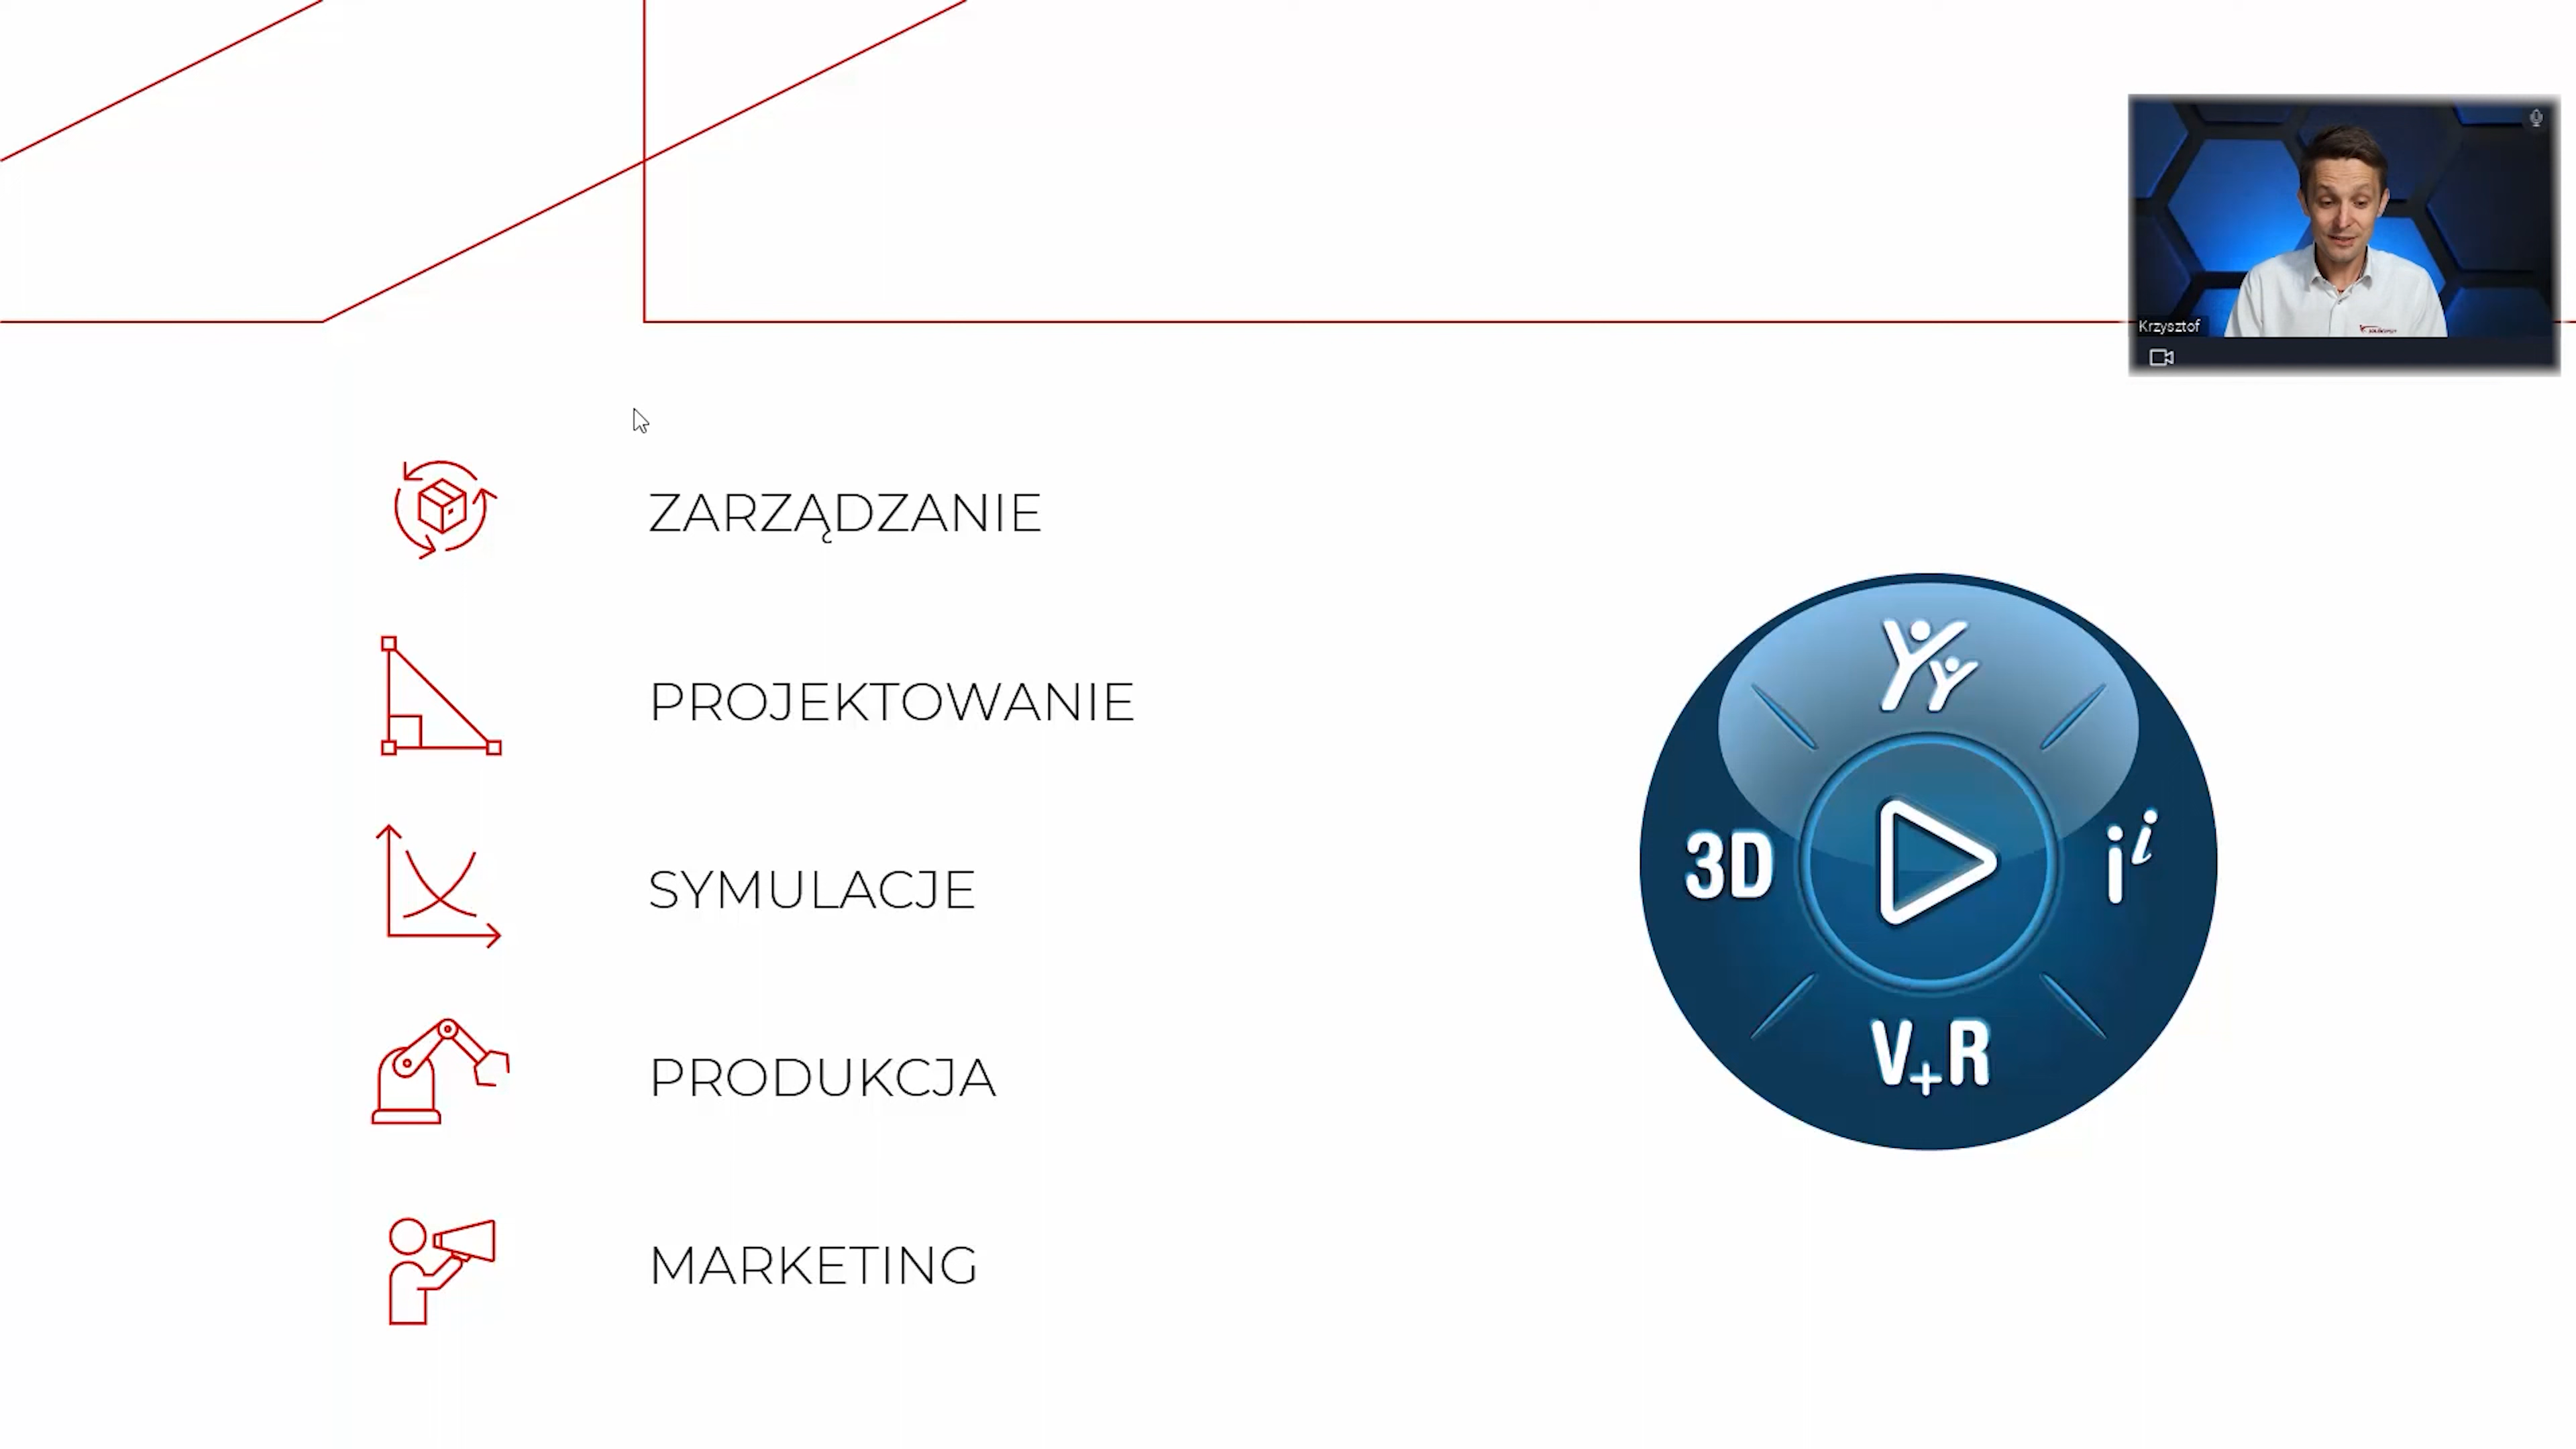 Krzysztof
ZARZĄDZANIE
PROJEKTOWANIE
SYMULACJE
PRODUKCJA
MARKETING
3D
V+R